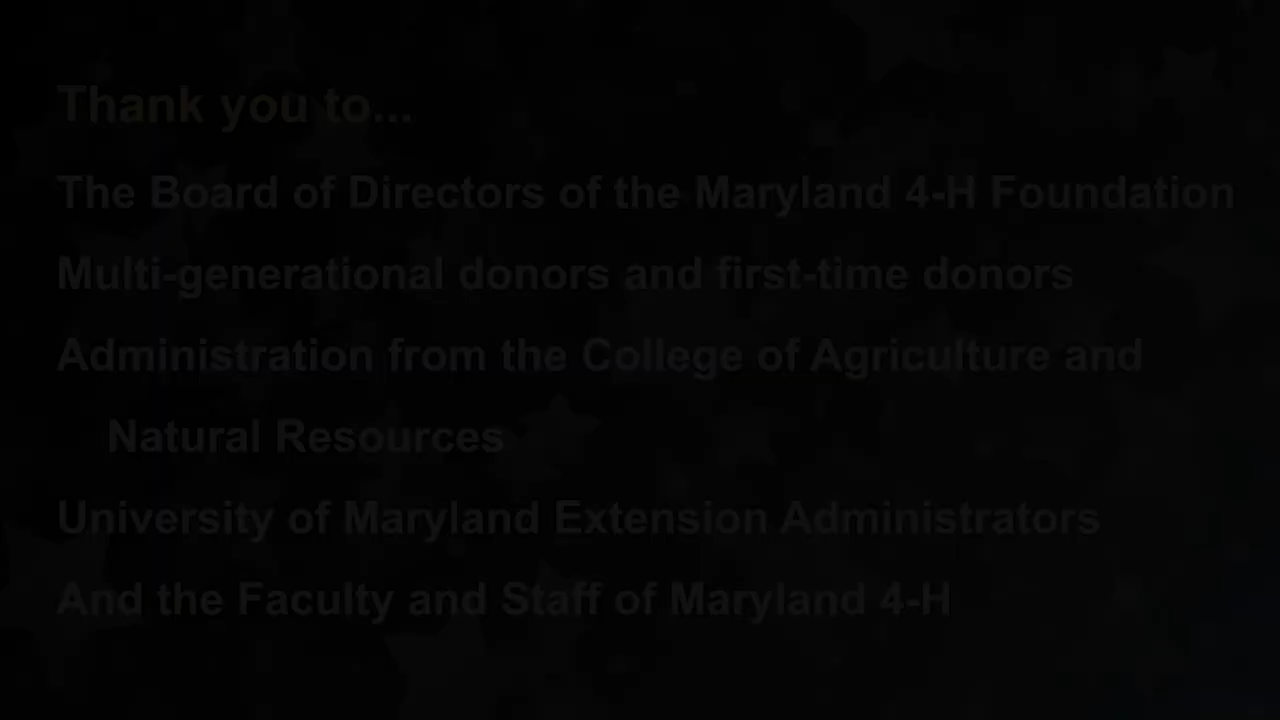 Thank you to...
The Board of Directors of the Maryland 4-H Foundation
Multi-generational donors and first-time donors
Administration from the College of Agriculture and
Natural Resources
University of Maryland Extension Administrators
And the Faculty and Staff of Maryland 4-H